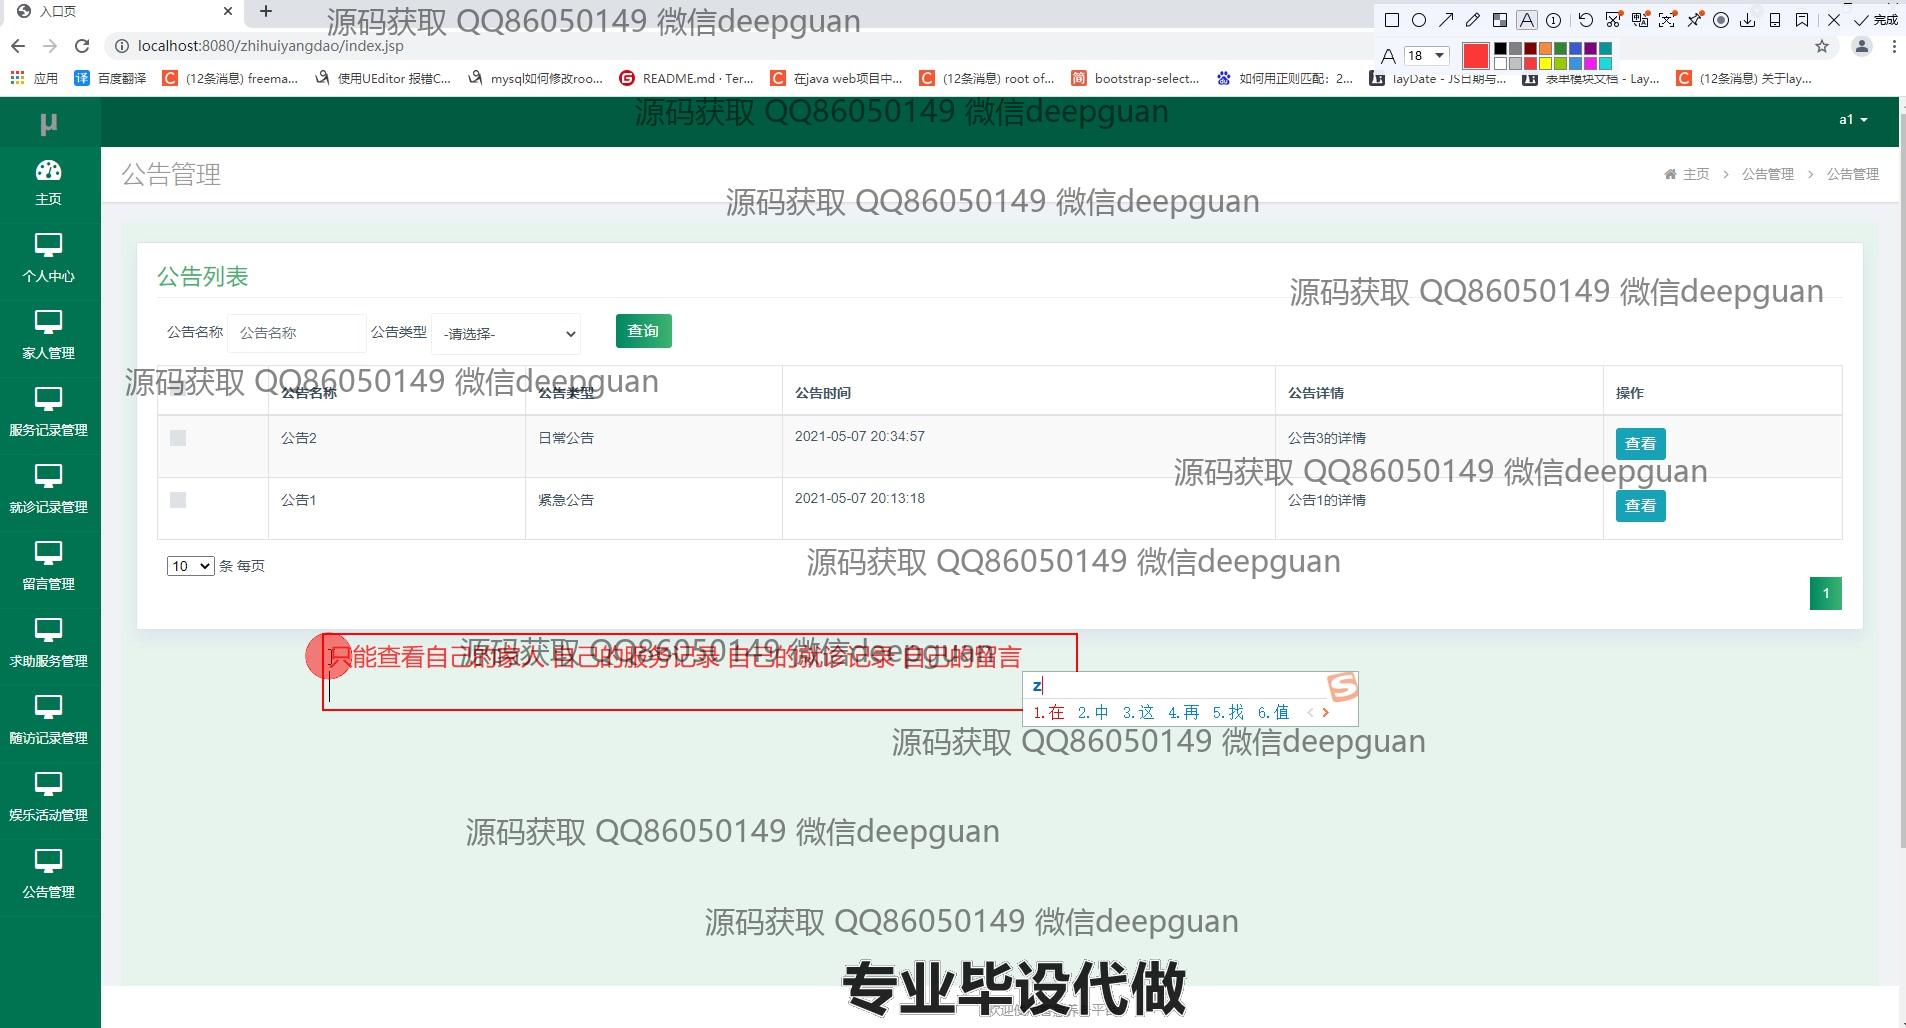 入口页
源码获取 QQ86050149 微信deepguan
完成
localhost:8080/zhihuiyangdao/index.jsp
A 18
应用 百度翻译 (12条消息) freema... 使用UEditor 报错C... mysql如何修改roo... README.md · Ter... 在java web项目中... (12条消息) root of... bootstrap-select... 如何用正则匹配：2... layDate - JS日期与... 表单模块文档 - Lay... (12条消息) 关于lay...
源码获取 QQ86050149 微信deepguan
μ
a1
主页
公告管理
主页 > 公告管理 > 公告管理
源码获取 QQ86050149 微信deepguan
个人中心
公告列表
源码获取 QQ86050149 微信deepguan
公告名称 公告名称 公告类型 -请选择- 查询
家人管理
源码获取 QQ86050149 微信deepguan
公告名称 公告类型 公告时间 公告详情 操作
服务记录管理
公告2 日常公告 2021-05-07 20:34:57 公告3的详情 查看
源码获取 QQ86050149 微信deepguan
就诊记录管理
公告1 紧急公告 2021-05-07 20:13:18 公告1的详情 查看
源码获取 QQ86050149 微信deepguan
10 条 每页
留言管理
1
源码获取 QQ86050149 微信deepguan
只能查看自己的家人 自己的服务记录 自己的就诊记录 自己的留言
求助服务管理
z
1.在 2.中 3.这 4.再 5.找 6.值
随访记录管理
源码获取 QQ86050149 微信deepguan
娱乐活动管理
源码获取 QQ86050149 微信deepguan
公告管理
源码获取 QQ86050149 微信deepguan
专业毕设代做